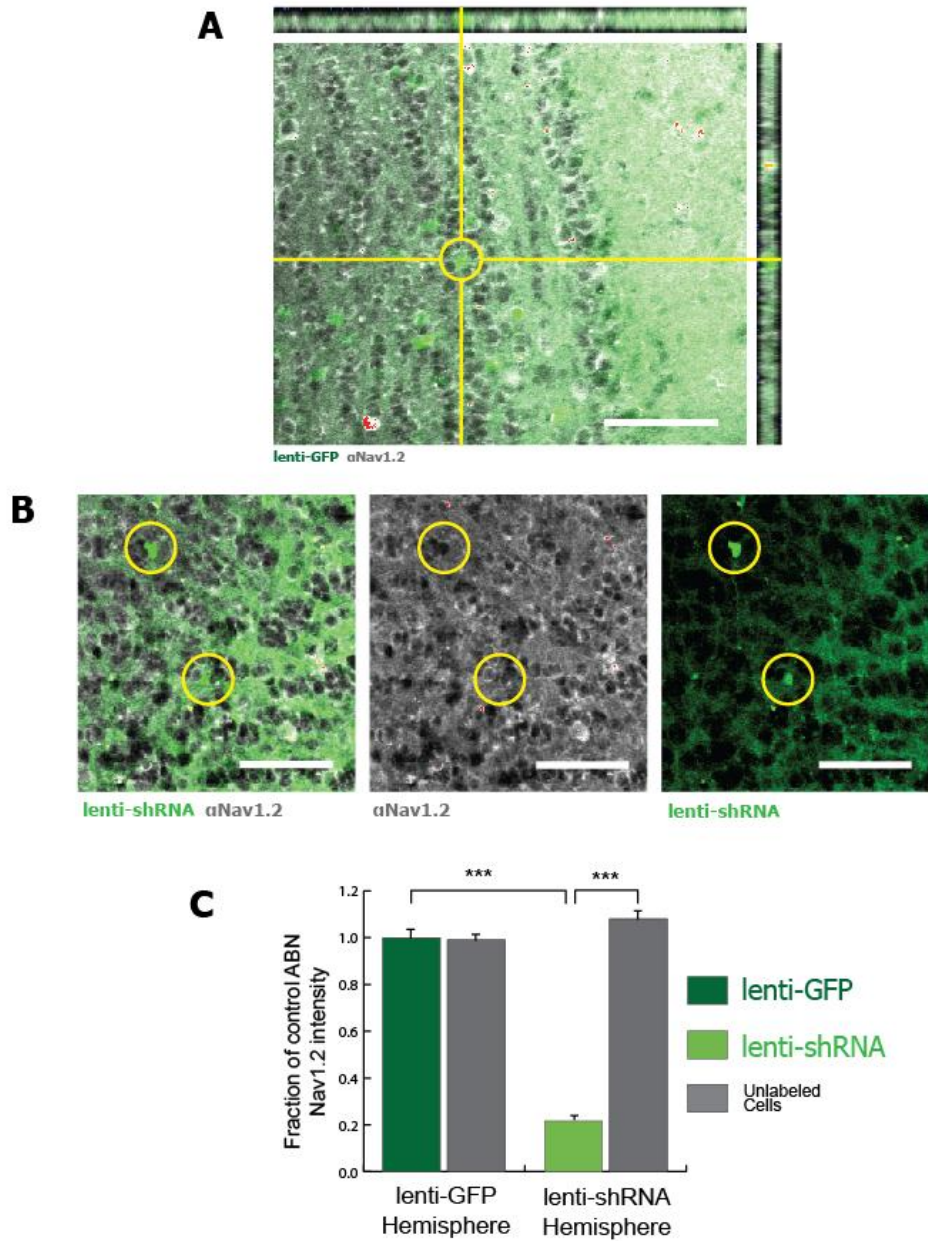 A
lenti-GFP αNav1.2
B
lenti-shRNA αNav1.2
αNav1.2
lenti-shRNA
C
Fraction of control ABN
Nav1.2 intensity
1.2
1.0
0.8
0.6
0.4
0.2
0.0
***
***
lenti-GFP
Hemisphere
lenti-shRNA
Hemisphere
lenti-GFP
lenti-shRNA
Unlabeled
Cells